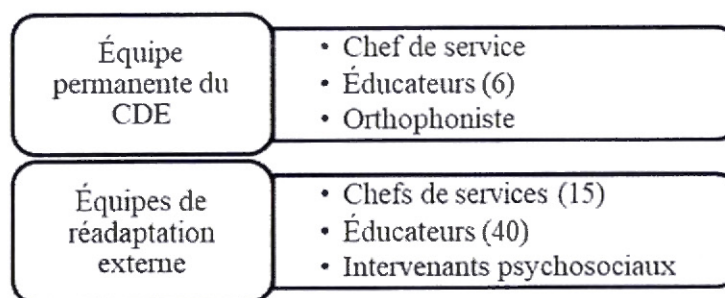 Équipe
permanente du
CDE
• Chef de service
• Éducateurs (6)
• Orthophoniste
Équipes de
réadaptation
externe
• Chefs de services (15)
• Éducateurs (40)
• Intervenants psychosociaux